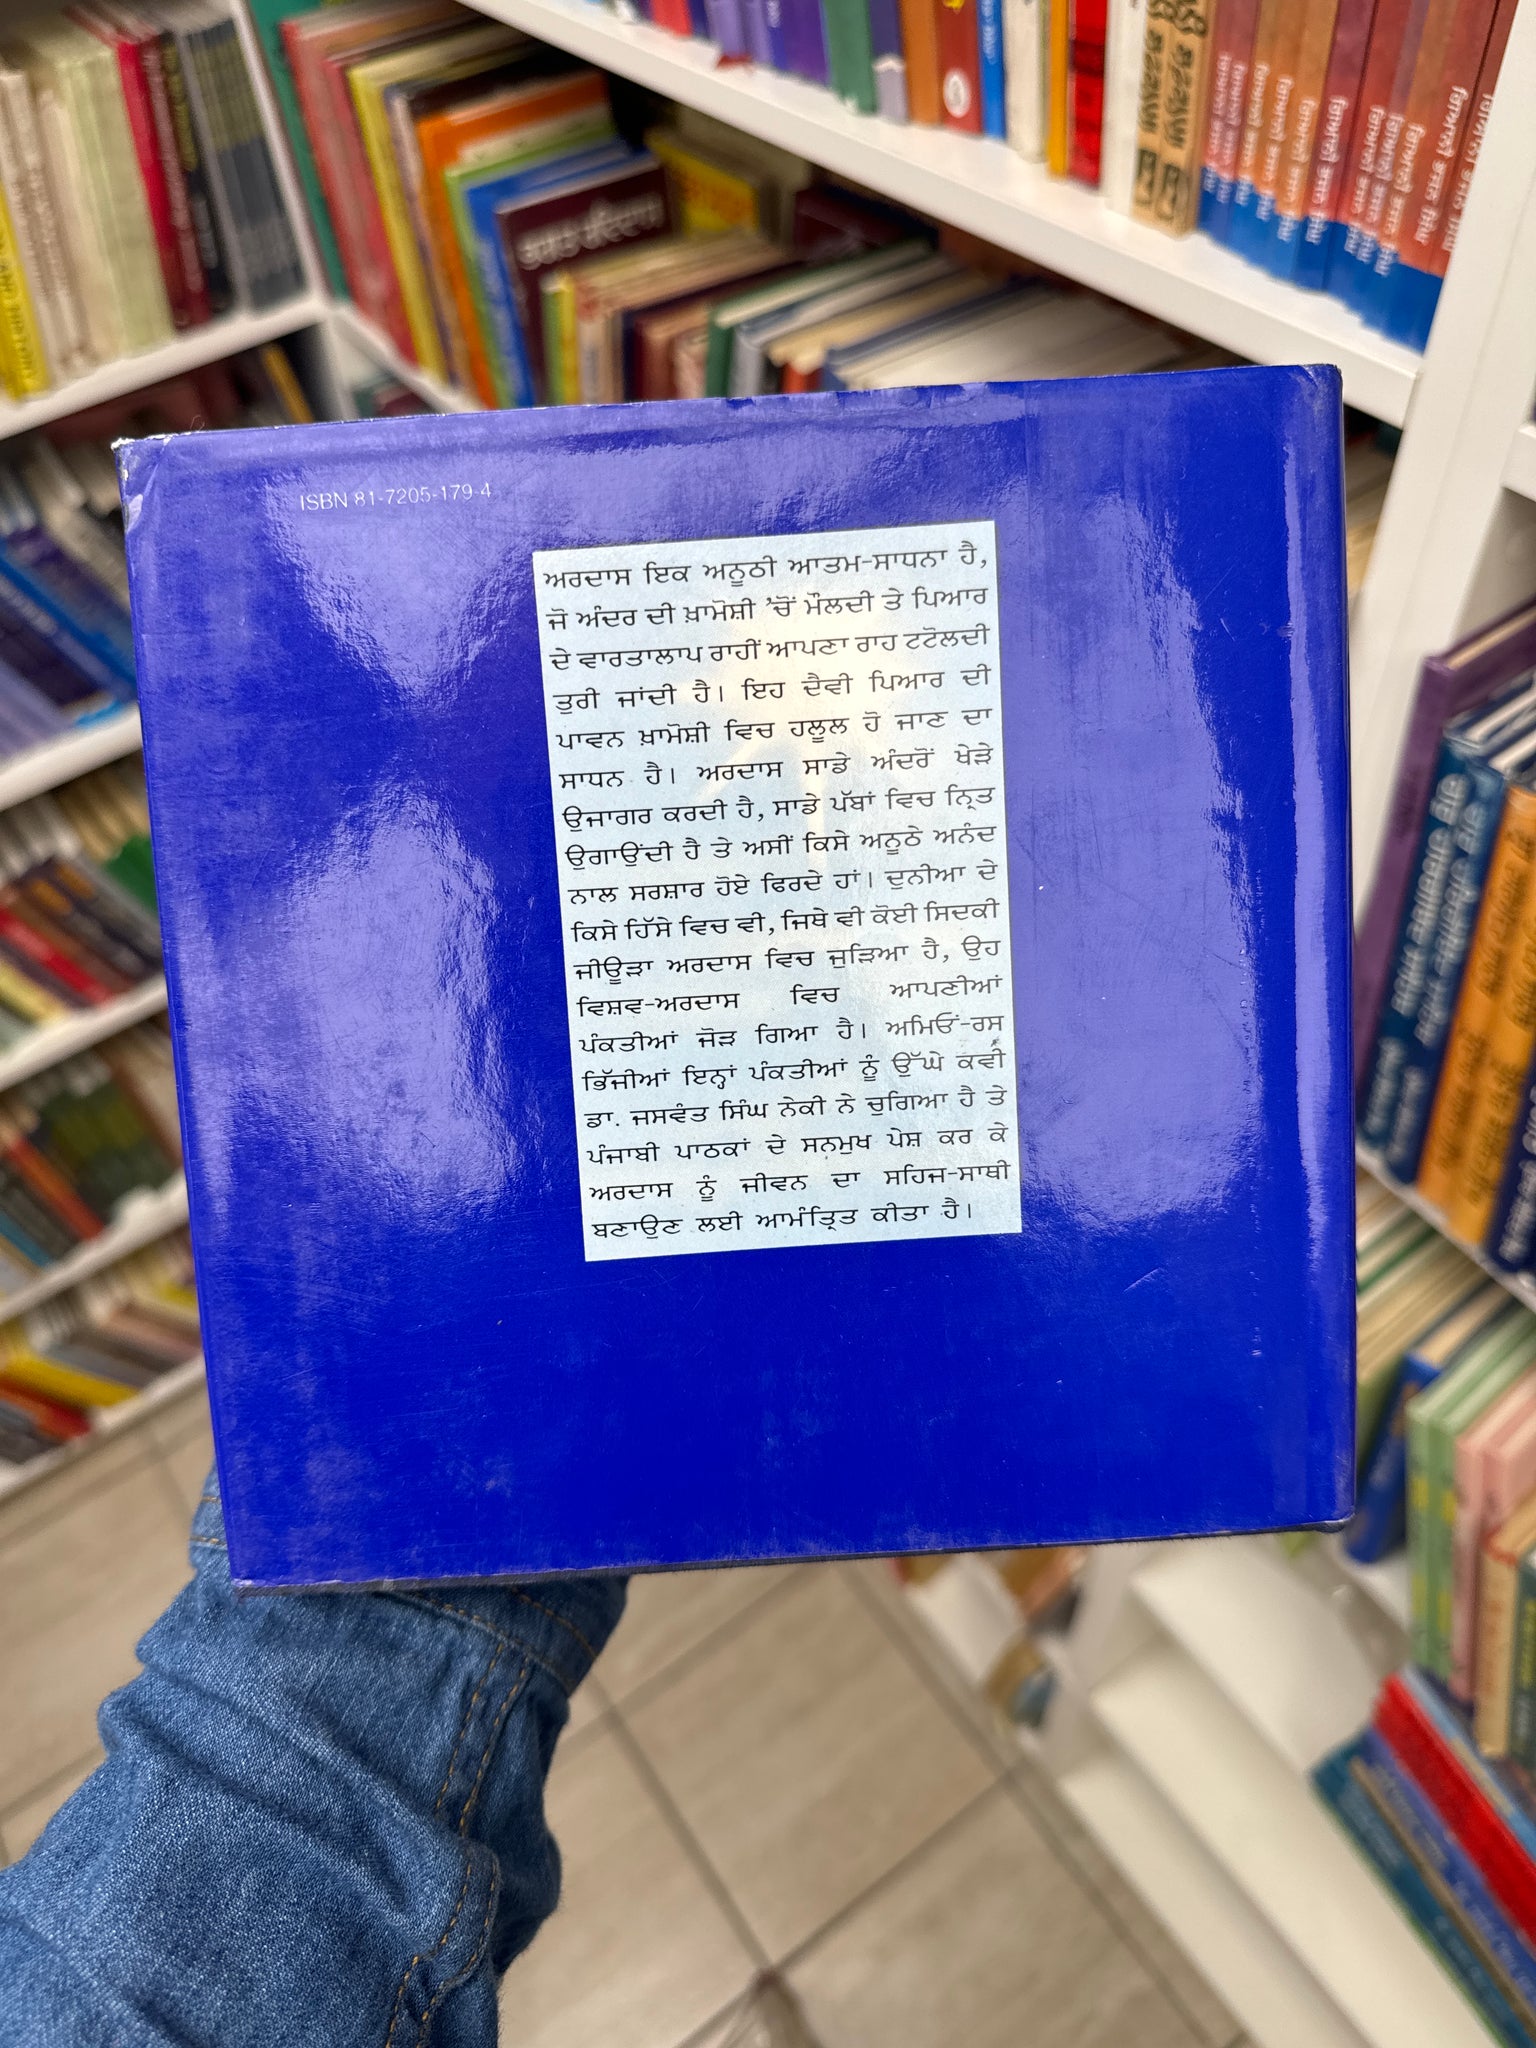 ISBN 81-7205-179-4
ਅਰਦਾਸ ਇਕ ਅਨੂਠੀ ਆਤਮ-ਸਾਧਨਾ ਹੈ,
ਜੋ ਅੰਦਰ ਦੀ ਖ਼ਾਮੋਸ਼ੀ ’ਚੋਂ ਮੌਲਦੀ ਤੇ ਪਿਆਰ
ਦੇ ਵਾਰਤਾਲਾਪ ਰਾਹੀਂ ਆਪਣਾ ਰਾਹ ਟਟੋਲਦੀ
ਤੁਰੀ ਜਾਂਦੀ ਹੈ। ਇਹ ਦੈਵੀ ਪਿਆਰ ਦੀ
ਪਾਵਨ ਖ਼ਾਮੋਸ਼ੀ ਵਿਚ ਹਲੂਲ ਹੋ ਜਾਣ ਦਾ
ਸਾਧਨ ਹੈ। ਅਰਦਾਸ ਸਾਡੇ ਅੰਦਰੋਂ ਖੇੜੇ
ਉਜਾਗਰ ਕਰਦੀ ਹੈ, ਸਾਡੇ ਪੱਬਾਂ ਵਿਚ ਨ੍ਰਿਤ
ਉਗਾਉਂਦੀ ਹੈ ਤੇ ਅਸੀਂ ਕਿਸੇ ਅਨੂਠੇ ਅਨੰਦ
ਨਾਲ ਸਰਸ਼ਾਰ ਹੋਏ ਫਿਰਦੇ ਹਾਂ। ਦੁਨੀਆ ਦੇ
ਕਿਸੇ ਹਿੱਸੇ ਵਿਚ ਵੀ, ਜਿਥੇ ਵੀ ਕੋਈ ਸਿਦਕੀ
ਜੀਊੜਾ ਅਰਦਾਸ ਵਿਚ ਜੁੜਿਆ ਹੈ, ਉਹ
ਵਿਸ਼ਵ-ਅਰਦਾਸ ਵਿਚ ਆਪਣੀਆਂ
ਪੰਕਤੀਆਂ ਜੋੜ ਗਿਆ ਹੈ। ਅਮਿਓਂ-ਰਸ
ਭਿੱਜੀਆਂ ਇਨ੍ਹਾਂ ਪੰਕਤੀਆਂ ਨੂੰ ਉੱਘੇ ਕਵੀ
ਡਾ. ਜਸਵੰਤ ਸਿੰਘ ਨੇਕੀ ਨੇ ਚੁਗਿਆ ਹੈ ਤੇ
ਪੰਜਾਬੀ ਪਾਠਕਾਂ ਦੇ ਸਨਮੁਖ ਪੇਸ਼ ਕਰ ਕੇ
ਅਰਦਾਸ ਨੂੰ ਜੀਵਨ ਦਾ ਸਹਿਜ-ਸਾਥੀ
ਬਣਾਉਣ ਲਈ ਆਮੰਤ੍ਰਿਤ ਕੀਤਾ ਹੈ।